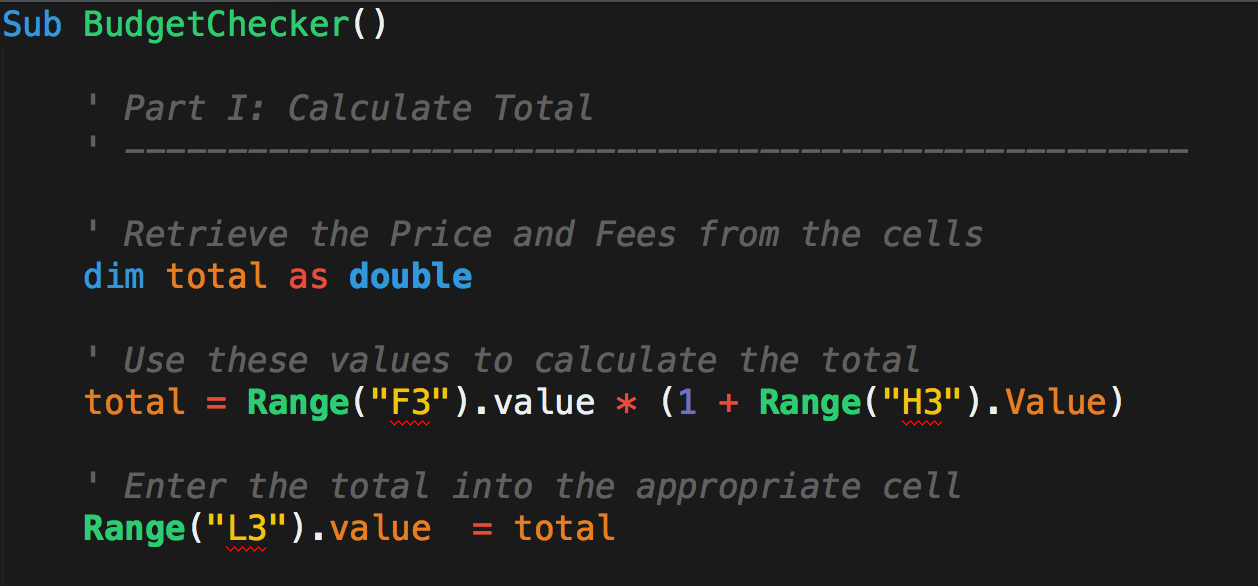 Sub BudgetChecker()
' Part I: Calculate Total
' ----------------------------------------------------
' Retrieve the Price and Fees from the cells
dim total as double
' Use these values to calculate the total
total = Range("F3").value * (1 + Range("H3").Value)
' Enter the total into the appropriate cell
Range("L3").value  = total